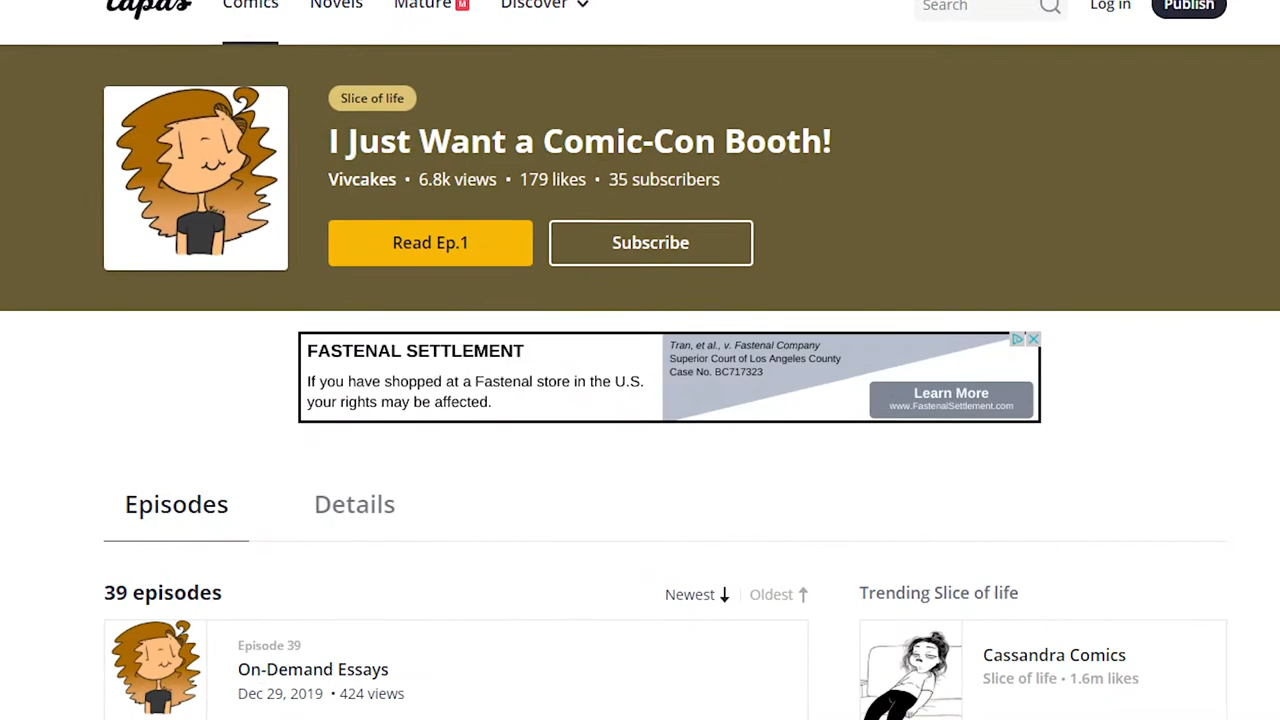 tapas
Comics Novels Mature M Discover Search Log in Publish
Slice of life
I Just Want a Comic-Con Booth!
Vivcakes • 6.8k views • 179 likes • 35 subscribers
Read Ep.1 Subscribe
FASTENAL SETTLEMENT
If you have shopped at a Fastenal store in the U.S.
your rights may be affected.
Tran, et al., v. Fastenal Company
Superior Court of Los Angeles County
Case No. BC717323
Learn More
www.FastenalSettlement.com
Episodes Details
39 episodes Newest Oldest
Trending Slice of life
Episode 39
On-Demand Essays
Dec 29, 2019 • 424 views
Cassandra Comics
Slice of life • 1.6m likes